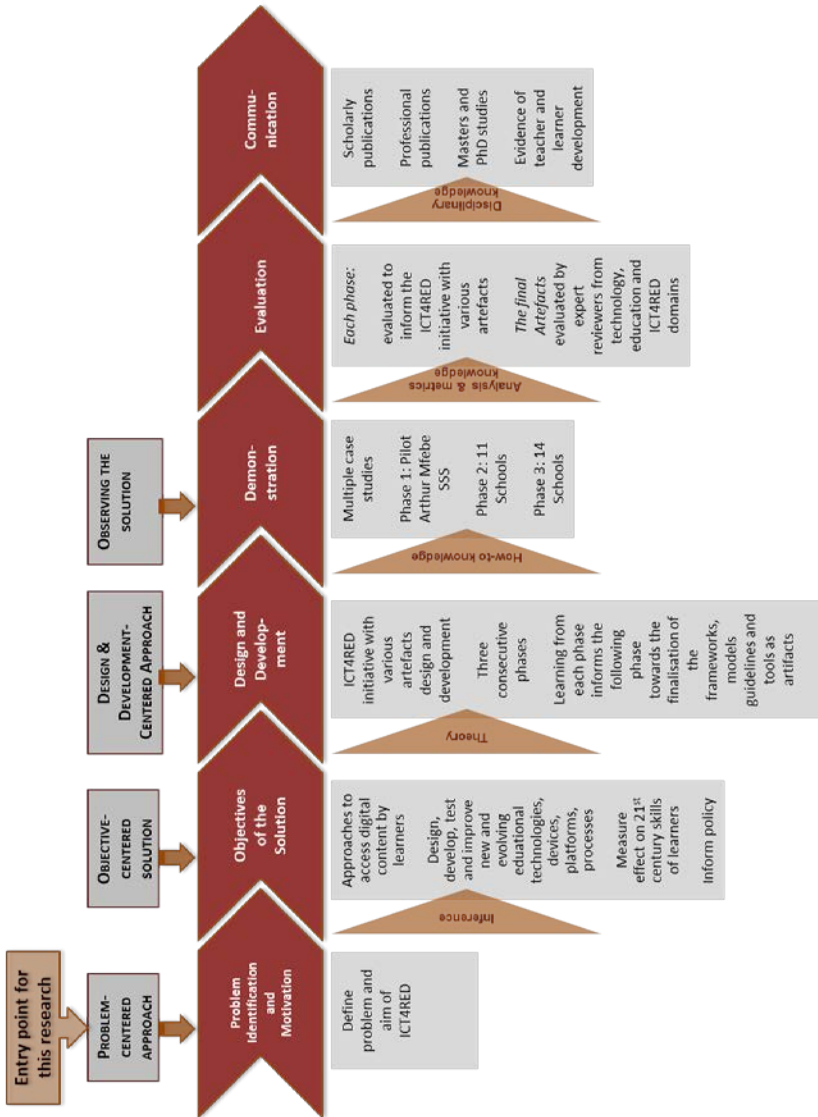 Entry point for
this research
PROBLEM-
CENTERED
APPROACH
OBJECTIVE-
CENTERED
SOLUTION
DESIGN &
DEVELOPMENT-
CENTERED APPROACH
OBSERVING THE
SOLUTION
Problem
Identification
and
Motivation
Objectives
of the
Solution
Design and
Develop-
ment
Demon-
stration
Evaluation
Commu-
nication
Define
problem and
aim of
ICT4RED
Inference
Approaches to
access digital
content by
learners
Design,
develop, test
and improve
new and
evolving
eduational
technologies,
devices,
platforms,
processes
Measure
effect on 21st
century skills
of learners
Inform policy
Theory
ICT4RED
initiative with
various
artefacts
design and
development
Three
consecutive
phases
Learning from
each phase
informs the
following
phase
towards the
finalisation of
the
frameworks,
models
guidelines and
tools as
artifacts
How-to knowledge
Multiple case
studies
Phase 1: Pilot
Arthur Mfebe
SSS
Phase 2: 11
Schools
Phase 3: 14
Schools
Analysis & metrics
knowledge
Each phase:
evaluated to
inform the
ICT4RED
initiative with
various
artefacts
The final
Artefacts
evaluated by
expert
reviewers from
technology,
education and
ICT4RED
domains
Disciplinary
knowledge
Scholarly
publications
Professional
publications
Masters and
PhD studies
Evidence of
teacher and
learner
development